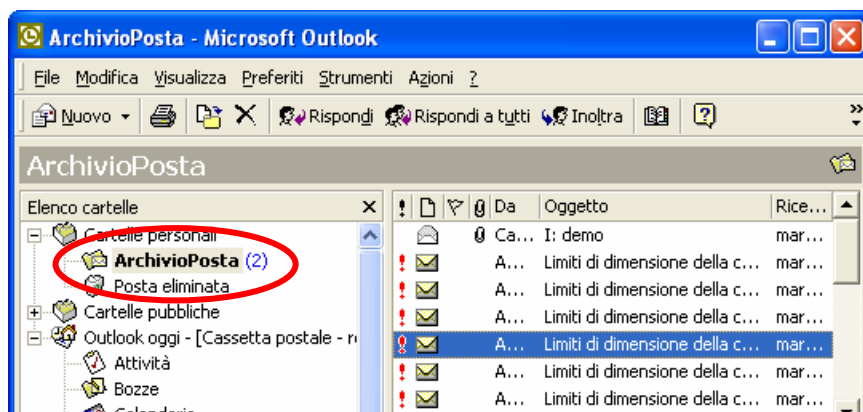 ArchivioPosta - Microsoft Outlook
File Modifica Visualizza Preferiti Strumenti Azioni ?
Nuovo Rispondi Rispondi a tutti Inoltra
ArchivioPosta
Elenco cartelle
Cartelle personali
ArchivioPosta (2)
Posta eliminata
Cartelle pubbliche
Outlook oggi - [Cassetta postale - r
Attività
Bozze
Calendario
Da Oggetto Rice...
Ca... I: demo mar...
A... Limiti di dimensione della c... mar...
A... Limiti di dimensione della c... mar...
A... Limiti di dimensione della c... mar...
A... Limiti di dimensione della c... mar...
A... Limiti di dimensione della c... mar...
A... Limiti di dimensione della c... mar...